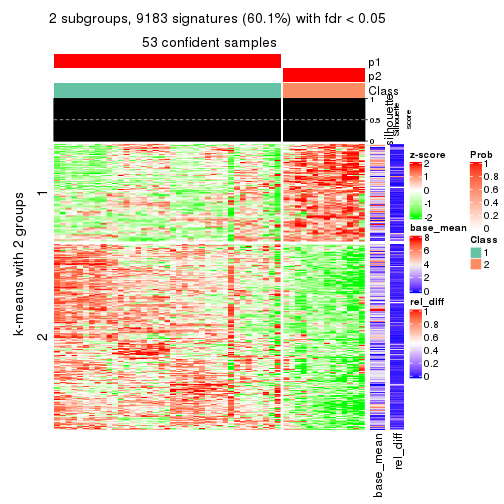 2 subgroups, 9183 signatures (60.1%) with fdr < 0.05
53 confident samples
p1
p2
Class
1
0.5
0
silhouette
Silhouette
score
k-means with 2 groups
1
2
base_mean
rel_diff
z-score
2
1
0
-1
-2
base_mean
8
6
4
2
0
rel_diff
1
0.8
0.6
0.4
0.2
0
Prob
1
0.8
0.6
0.4
0.2
0
Class
1
2